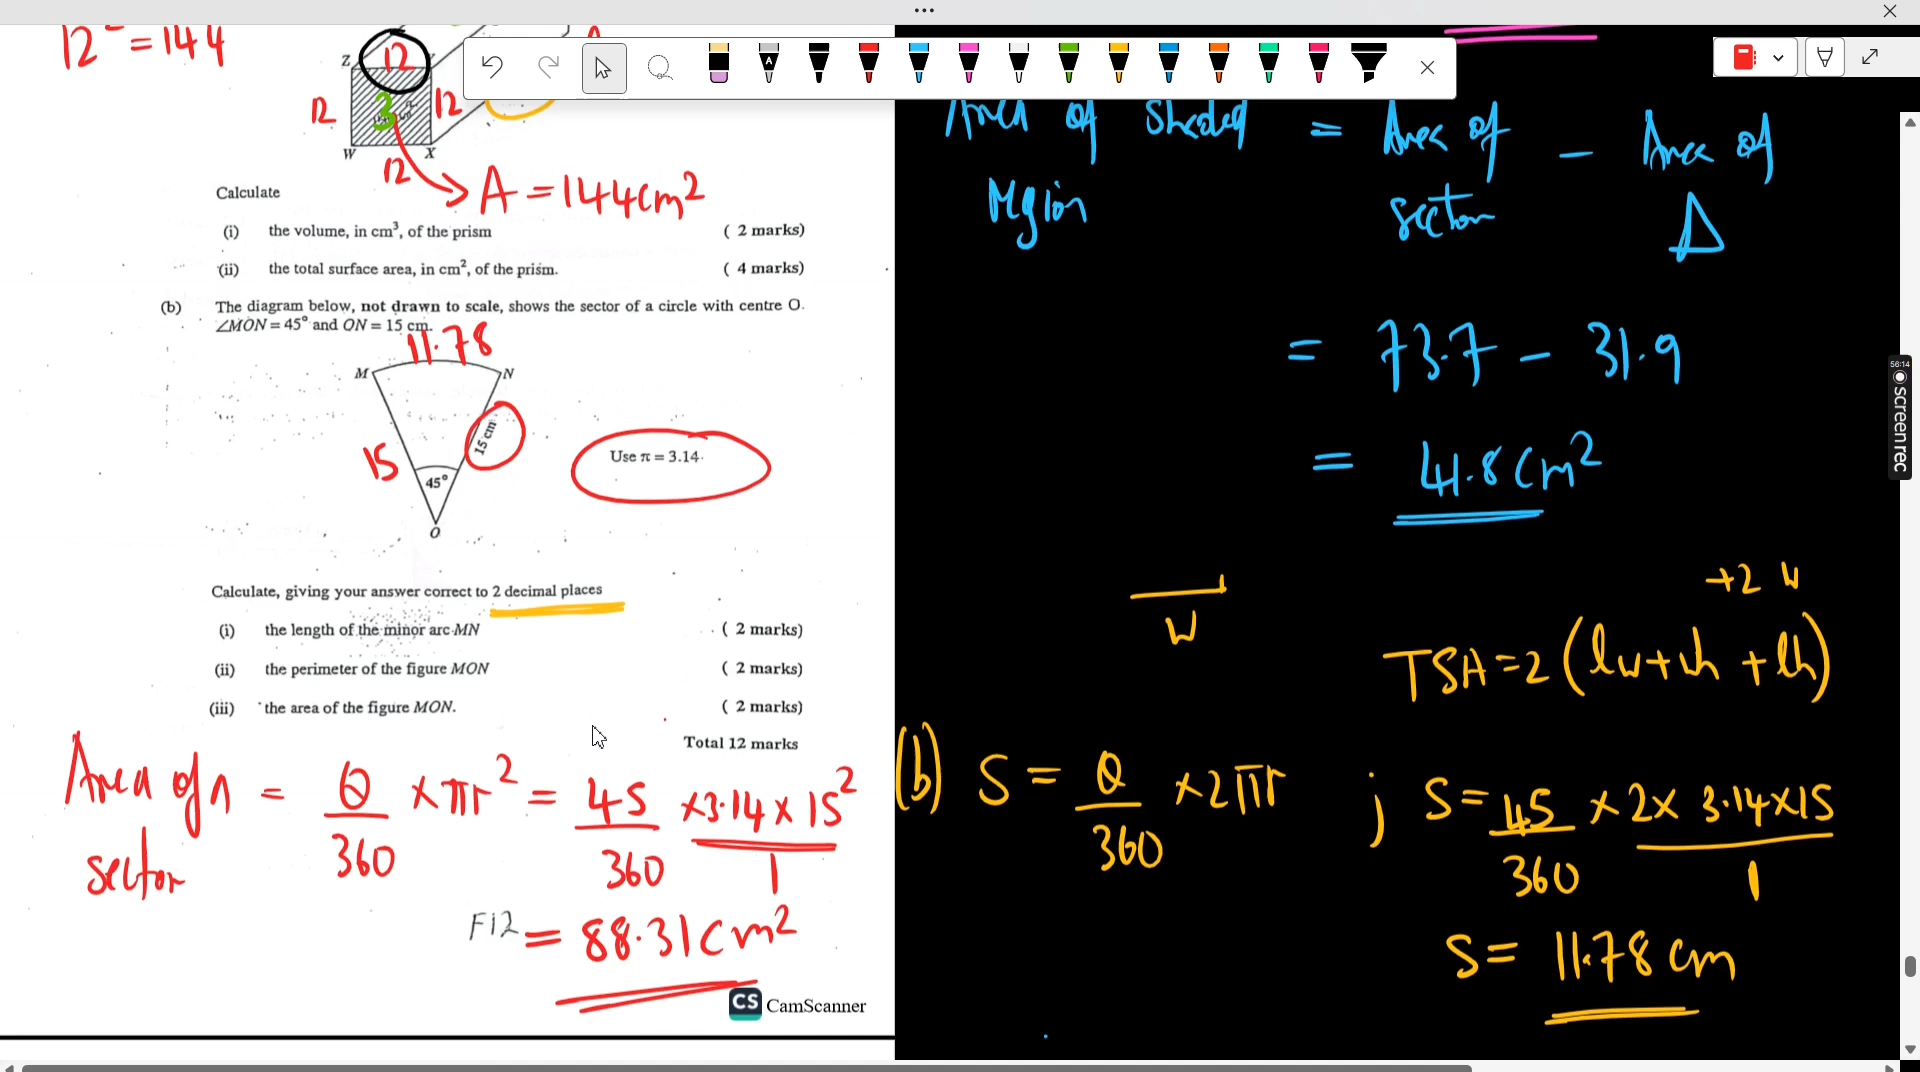 12² = 144
Z
12
12
3
12
W
X
12
A = 144cm²
Calculate
(i) the volume, in cm³, of the prism ( 2 marks)
(ii) the total surface area, in cm², of the prism. ( 4 marks)
(b) The diagram below, not drawn to scale, shows the sector of a circle with centre O.
∠MON = 45° and ON = 15 cm.
11.78
M
N
15 cm
15
45°
O
Use π = 3.14.
Calculate, giving your answer correct to 2 decimal places
(i) the length of the minor arc MN ( 2 marks)
(ii) the perimeter of the figure MON ( 2 marks)
(iii) the area of the figure MON. ( 2 marks)
Total 12 marks
Area of a sector = θ/360 × πr² = 45/360 × 3.14 × 15²/1
F12
= 88.31cm²
CS CamScanner
Area of shaded region = Area of sector − Area of Δ
= 73.7 − 31.9
= 41.8cm²
W
+2 W
TSA = 2(lw + wh + lh)
(b) S = θ/360 × 2πr ; S = 45/360 × 2 × 3.14 × 15/1
S = 11.78 cm
56:14
screenrec